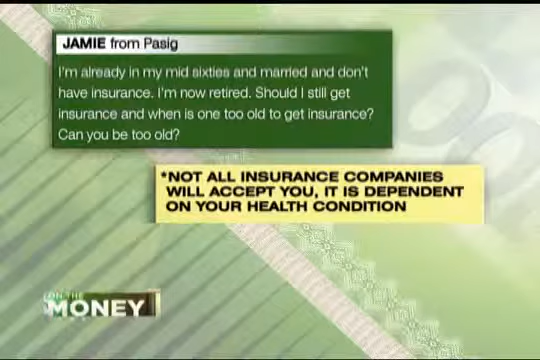 JAMIE from Pasig
I'm already in my mid sixties and married and don't
have insurance. I'm now retired. Should I still get
insurance and when is one too old to get insurance?
Can you be too old?
*NOT ALL INSURANCE COMPANIES
WILL ACCEPT YOU, IT IS DEPENDENT
ON YOUR HEALTH CONDITION
ON THE
MONEY